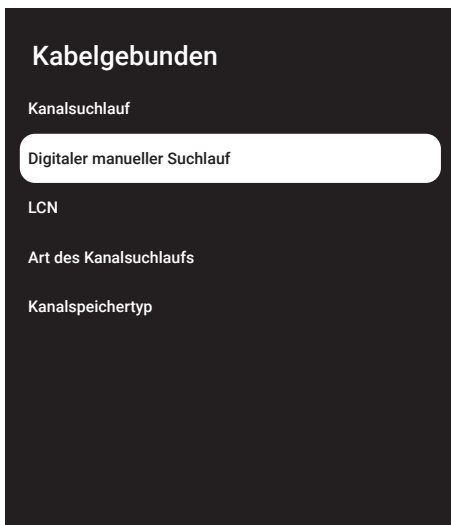 Kabelgebunden
Kanalsuchlauf
Digitaler manueller Suchlauf
LCN
Art des Kanalsuchlaufs
Kanalspeichertyp